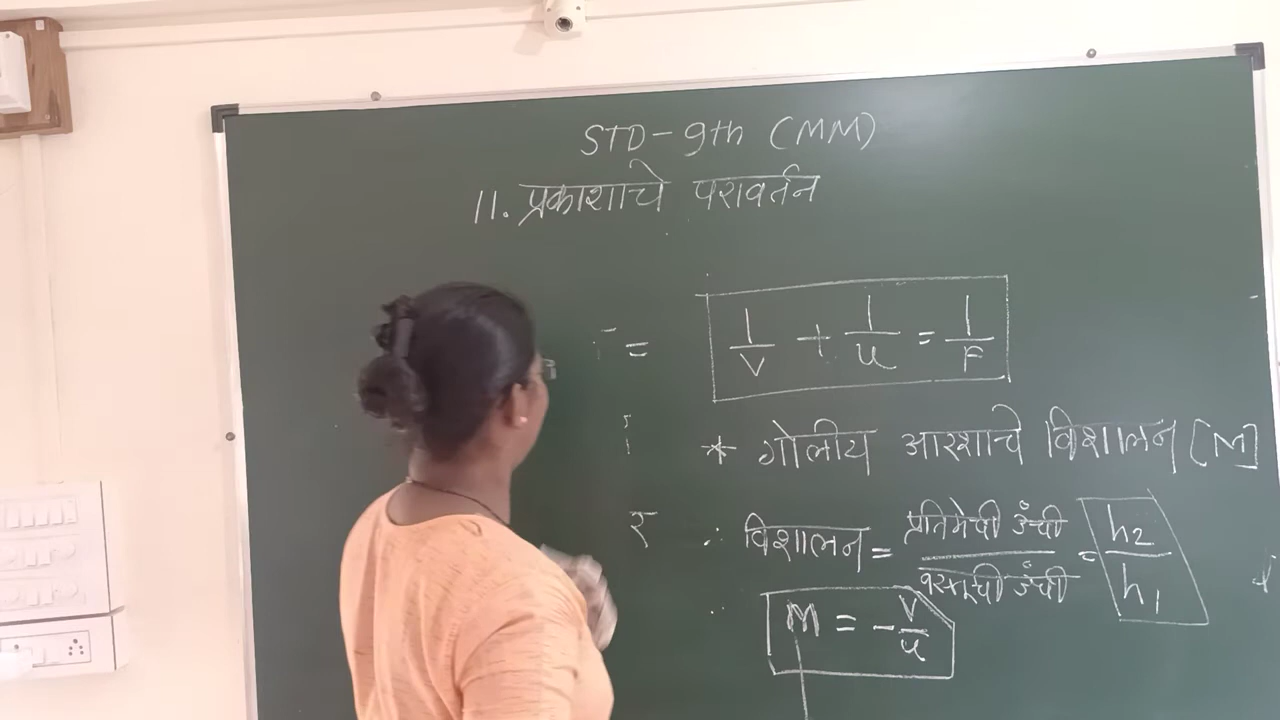 STD-9th (MM)
11. प्रकाशाचे परावर्तन
= 1/V + 1/u = 1/F
* गोलीय आरशाचे विशालन [M]
∴ विशालन = प्रतिमेची उंची / वस्तूची उंची = h2/h1
∴ M = -V/u